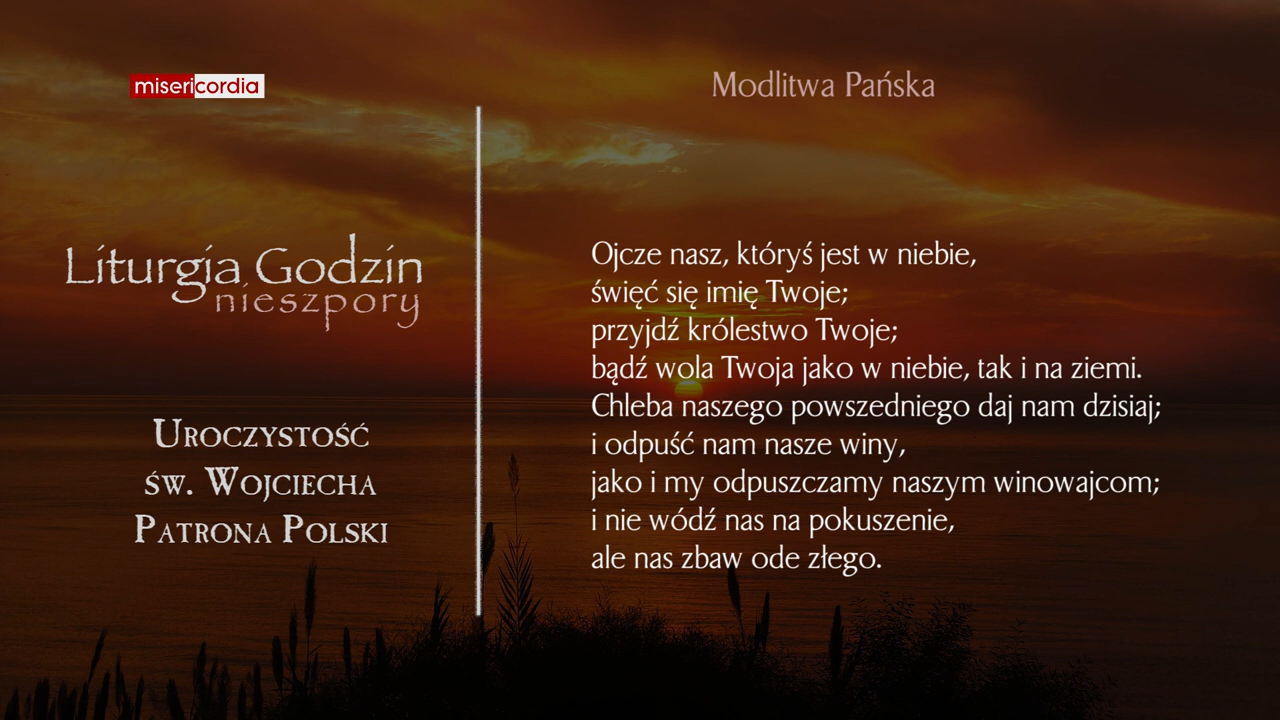 misericordia
Liturgia Godzin
nieszpory
Uroczystość
św. Wojciecha
Patrona Polski
Modlitwa Pańska
Ojcze nasz, któryś jest w niebie,
święć się imię Twoje;
przyjdź królestwo Twoje;
bądź wola Twoja jako w niebie, tak i na ziemi.
Chleba naszego powszedniego daj nam dzisiaj;
i odpuść nam nasze winy,
jako i my odpuszczamy naszym winowajcom;
i nie wódź nas na pokuszenie,
ale nas zbaw ode złego.